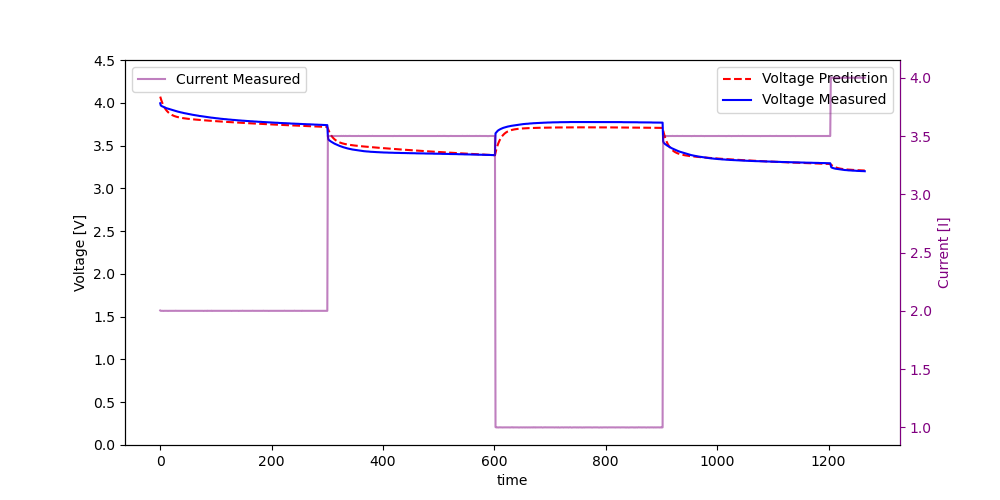 Current Measured
Voltage Prediction
Voltage Measured
4.5
4.0
3.5
3.0
2.5
2.0
1.5
1.0
0.5
0.0
Voltage [V]
4.0
3.5
3.0
2.5
2.0
1.5
1.0
Current [I]
0 200 400 600 800 1000 1200
time